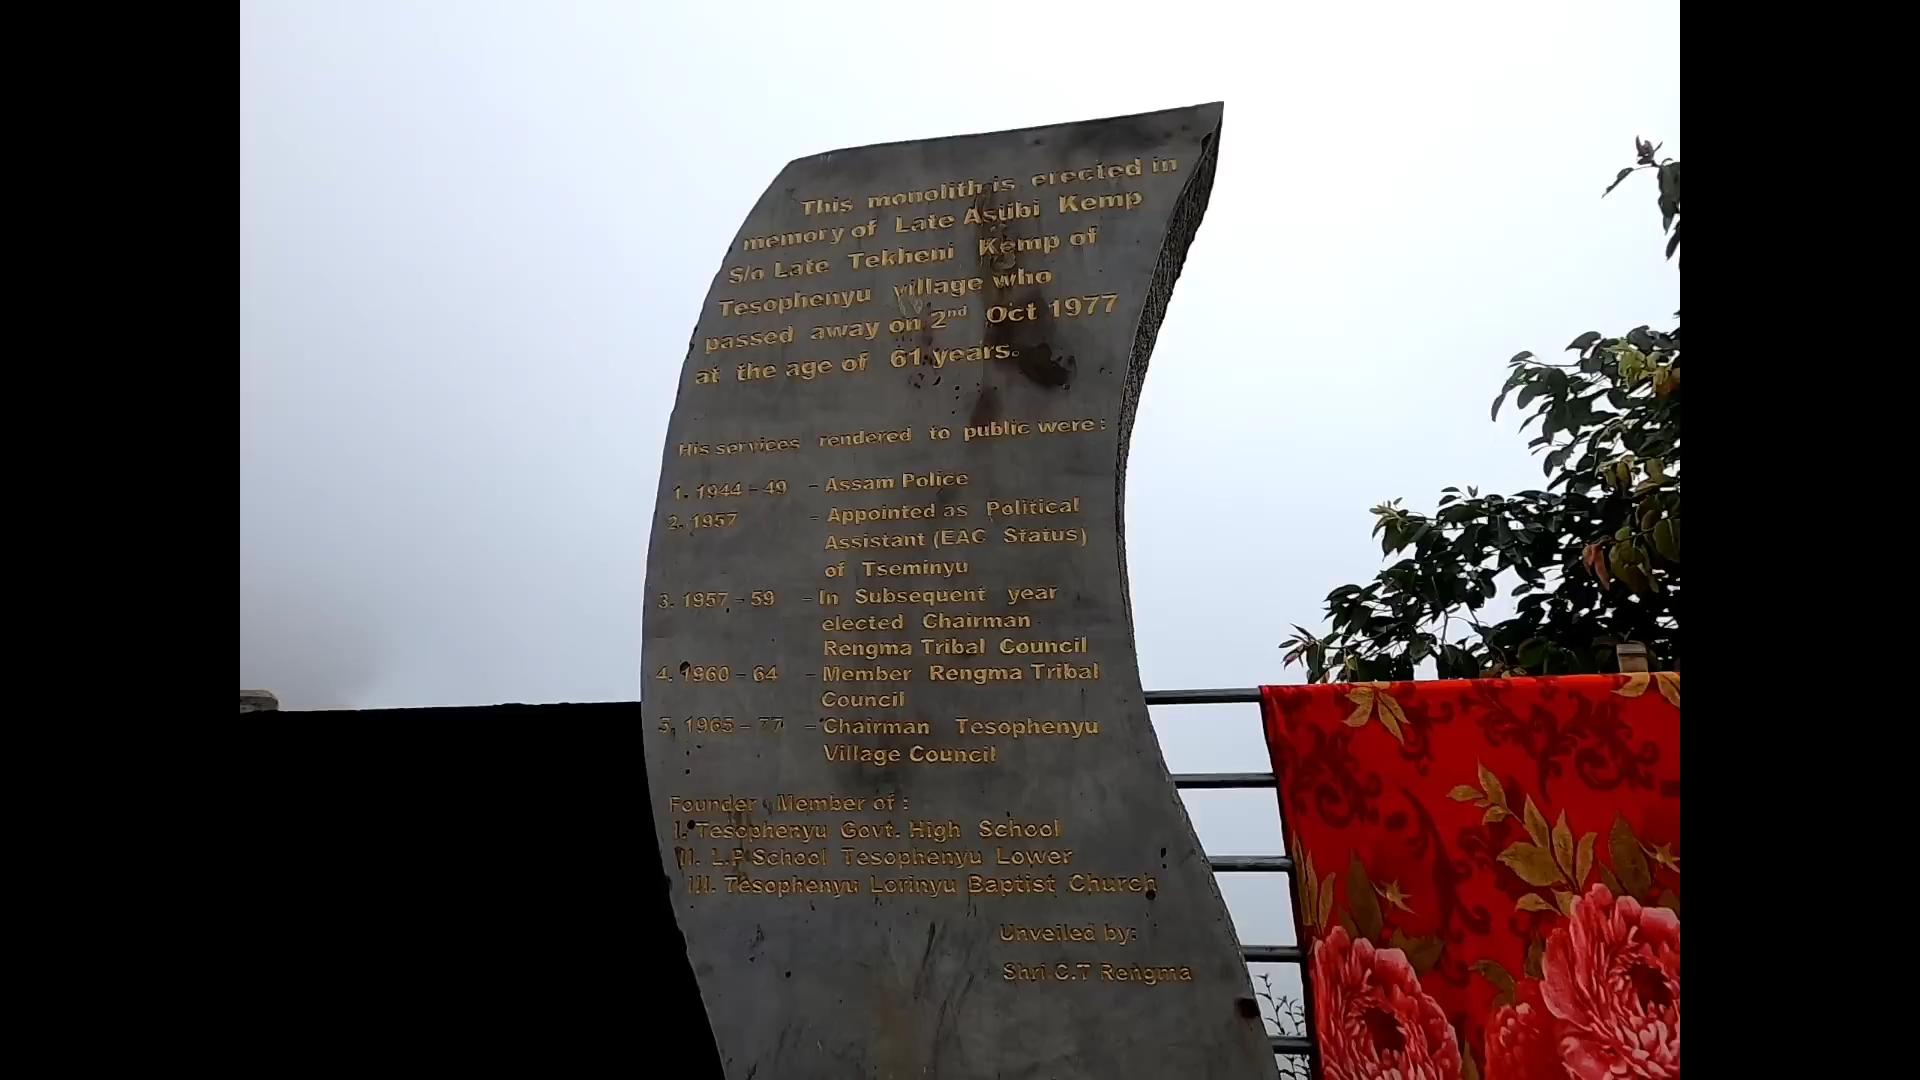 This monolith is erected in
memory of Late Asübi Kemp
S/o Late Tekheni Kemp of
Tesophenyu village who
passed away on 2nd Oct 1977
at the age of 61 years.
His services rendered to public were:
1. 1944 - 49 - Assam Police
2. 1957 - Appointed as Political
Assistant (EAC Status)
of Tseminyu
3. 1957 - 59 - In Subsequent year
elected Chairman
Rengma Tribal Council
4. 1960 - 64 - Member Rengma Tribal
Council
5. 1965 - 77 - Chairman Tesophenyu
Village Council
Founder Member of:
I. Tesophenyu Govt. High School
II. L.P School Tesophenyu Lower
III. Tesophenyu Lorinyu Baptist Church
Unveiled by:
Shri.C.T Rengma